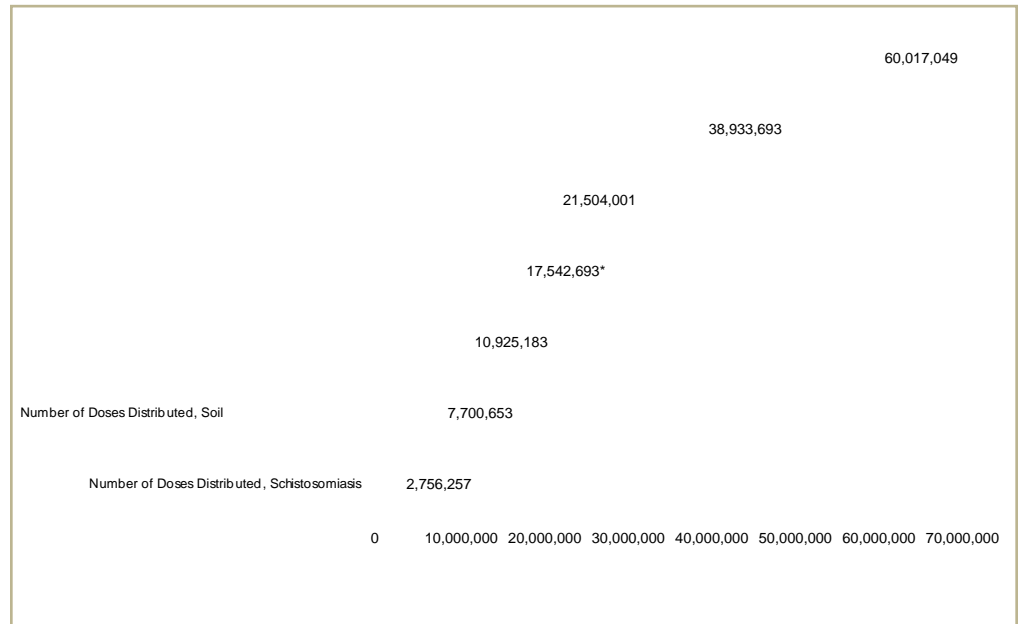 60,017,049
38,933,693
21,504,001
17,542,693*
10,925,183
Number of Doses Distributed, Soil 7,700,653
Number of Doses Distributed, Schistosomiasis 2,756,257
0 10,000,000 20,000,000 30,000,000 40,000,000 50,000,000 60,000,000 70,000,000